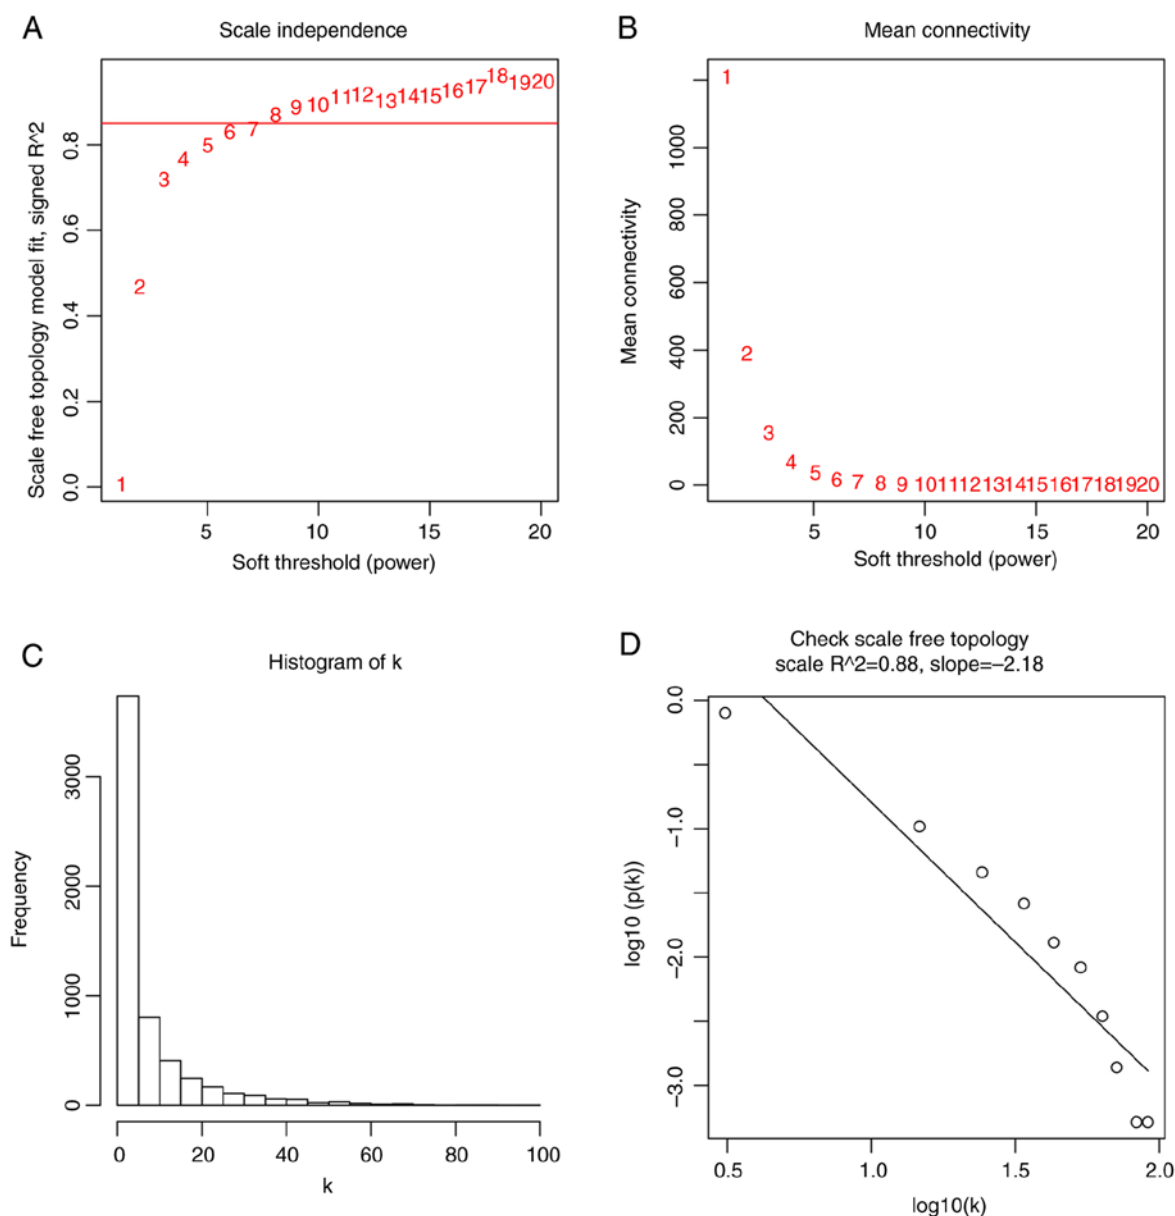 A
Scale independence
Scale free topology model fit, signed R^2
0.0 0.2 0.4 0.6 0.8
1 2 3 4 5 6 7 8 9 10 11 12 13 14 15 16 17 18 19 20
5 10 15 20
Soft threshold (power)
B
Mean connectivity
Mean connectivity
0 200 400 600 800 1000
1 2 3 4 5 6 7 8 9 10 11 12 13 14 15 16 17 18 19 20
5 10 15 20
Soft threshold (power)
C
Histogram of k
Frequency
0 1000 2000 3000
0 20 40 60 80 100
k
D
Check scale free topology
scale R^2=0.88, slope=–2.18
log10 (p(k))
–3.0 –2.0 –1.0 0.0
0.5 1.0 1.5 2.0
log10(k)